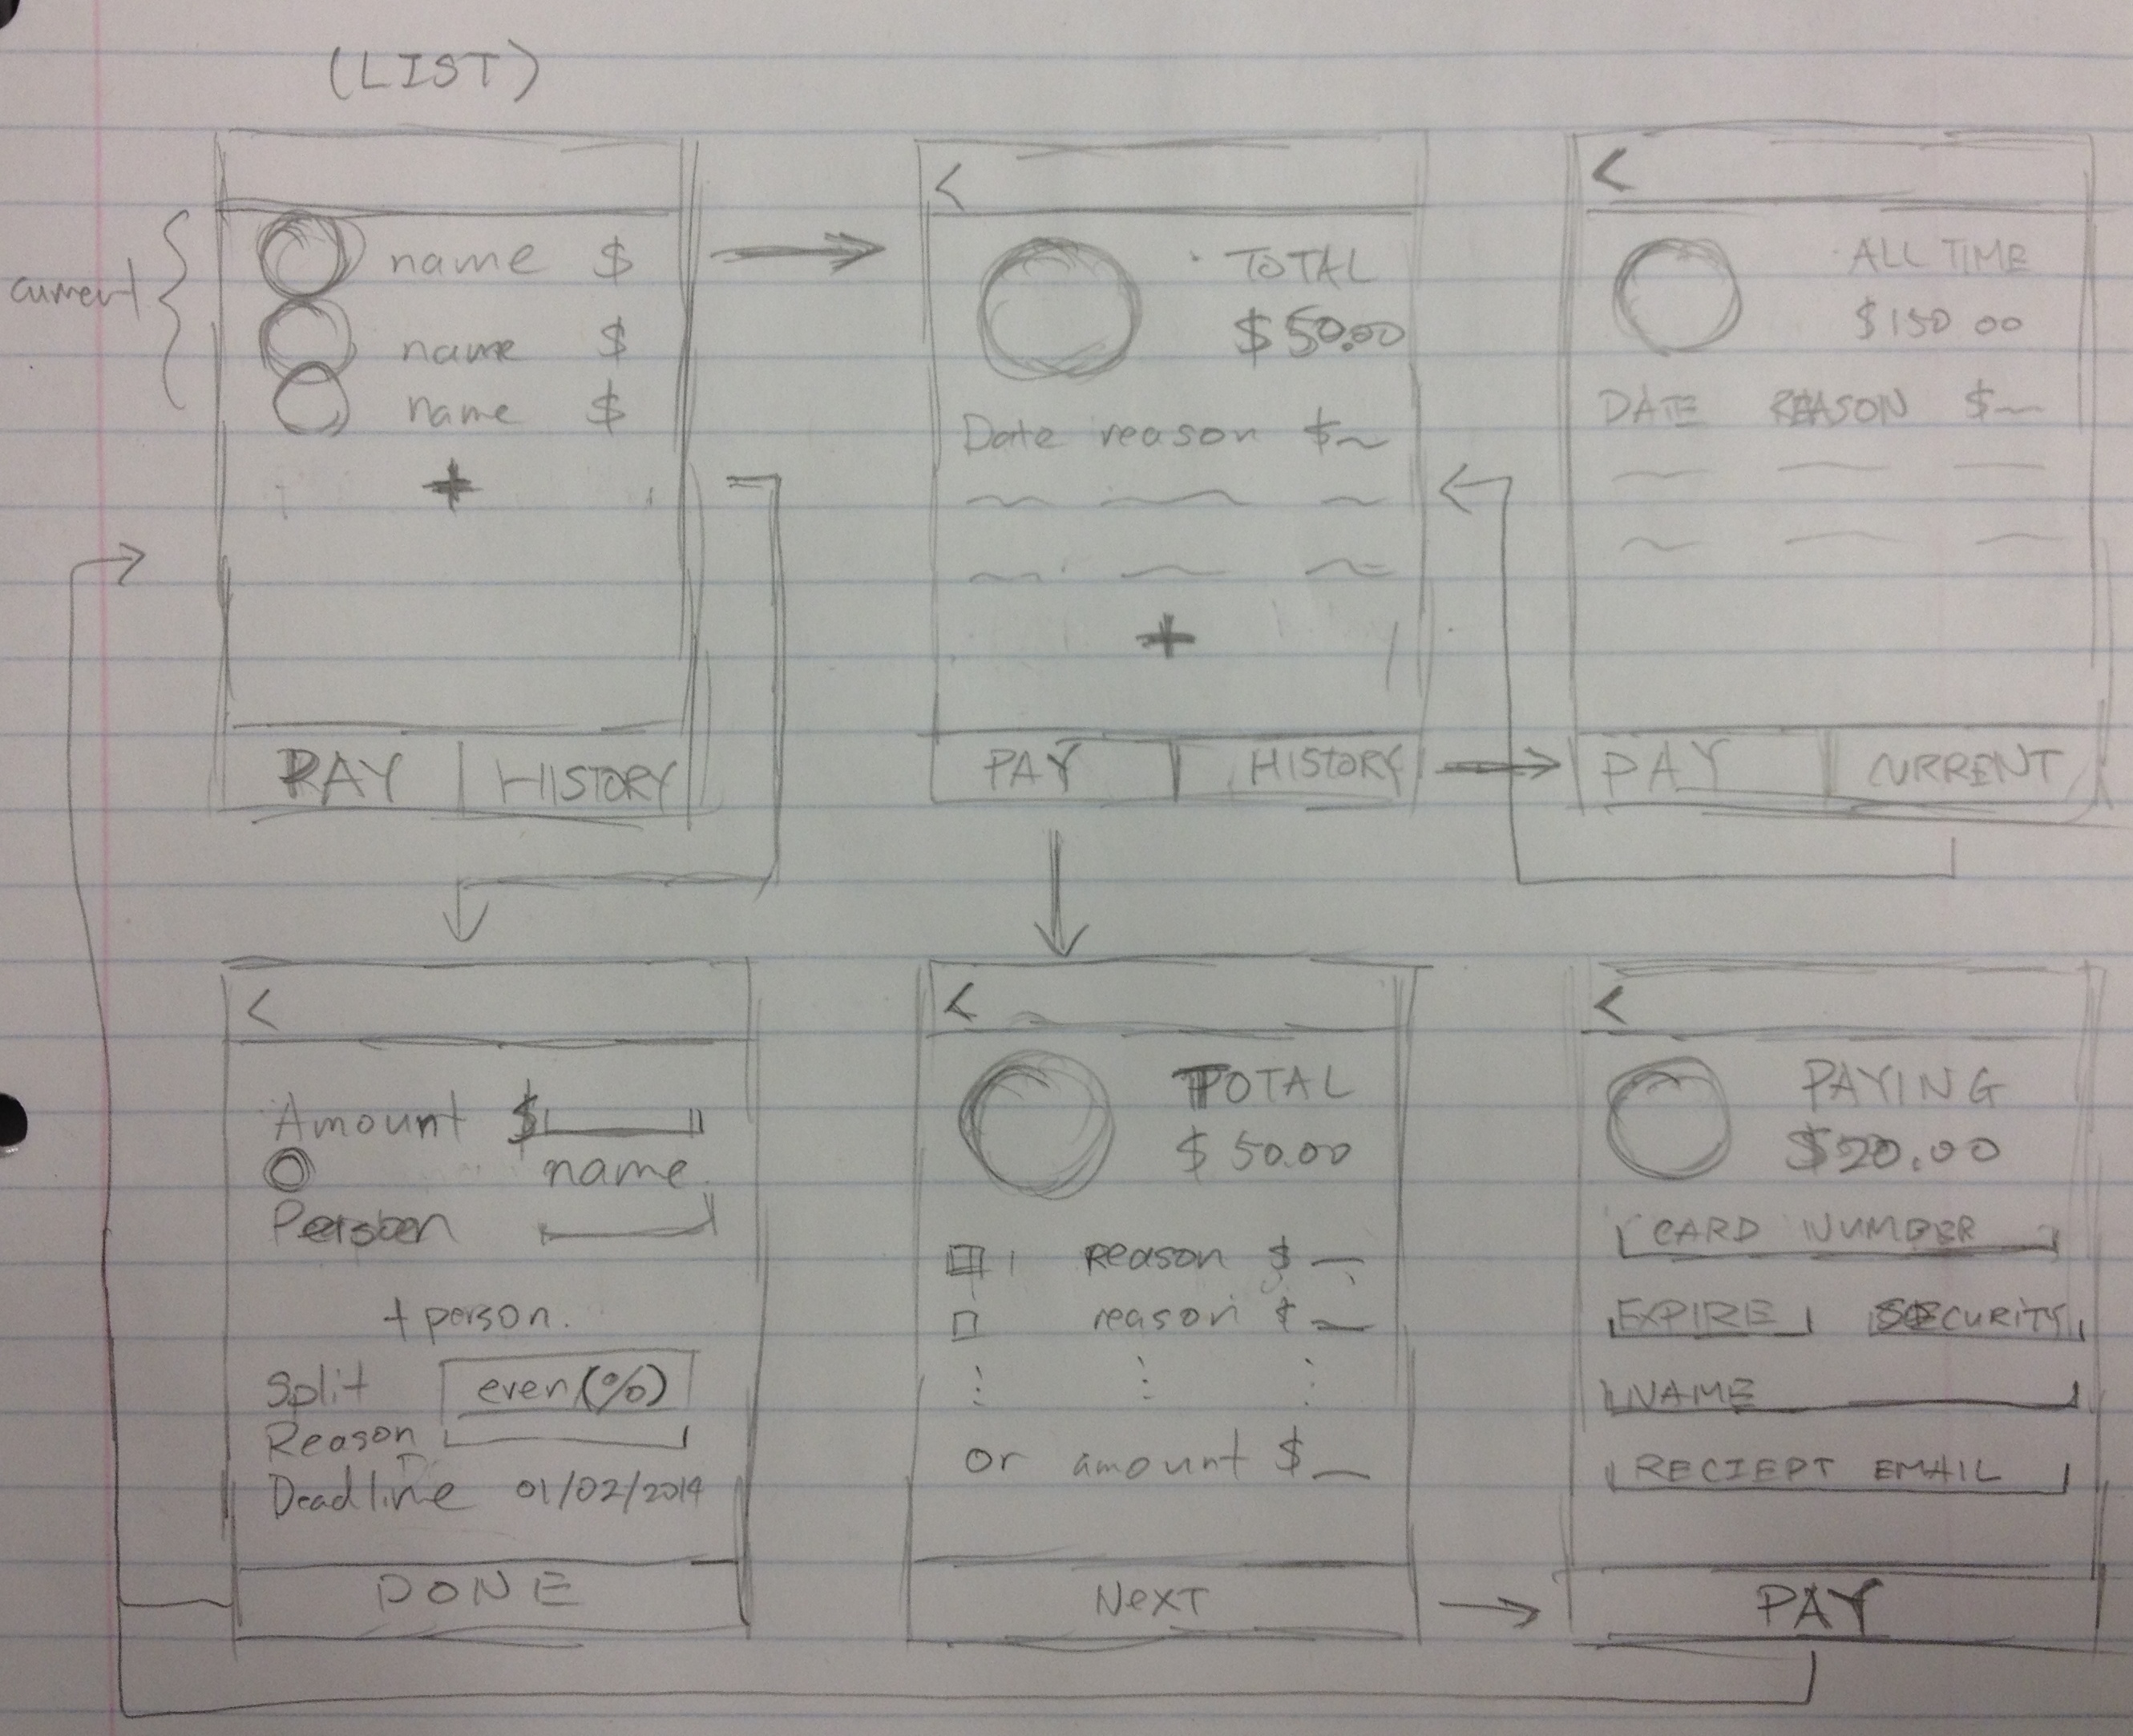 (LIST)
current
name $
name $
name $
+
PAY HISTORY
<
TOTAL
$50.00
Date reason $
+
PAY HISTORY
<
ALL TIME
$150 00
DATE REASON $
PAY CURRENT
<
Amount $
name
Person
+ person.
Split even (%)
Reason
Deadline 01/02/2014
DONE
<
TOTAL
$50.00
Reason $
reason $
or amount $
NEXT
<
PAYING
$20.00
CARD NUMBER
EXPIRE SECURITY
NAME
RECIEPT EMAIL
PAY